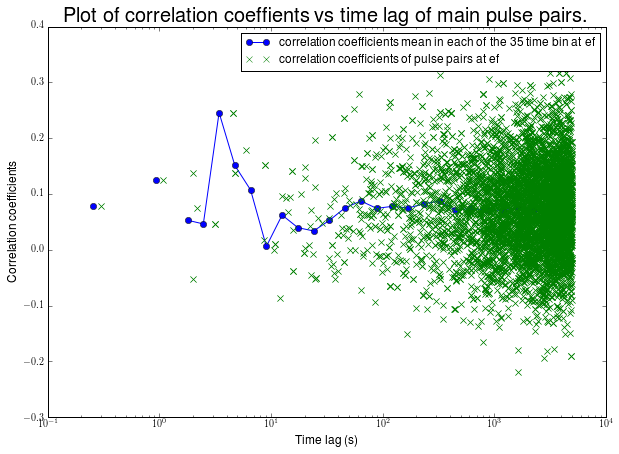 Plot of correlation coeffients vs time lag of main pulse pairs.
correlation coefficients mean in each of the 35 time bin at ef
correlation coefficients of pulse pairs at ef
Correlation coefficients
0.4
0.3
0.2
0.1
0.0
−0.1
−0.2
−0.3
10⁻¹
10⁰
10¹
10²
10³
10⁴
Time lag (s)